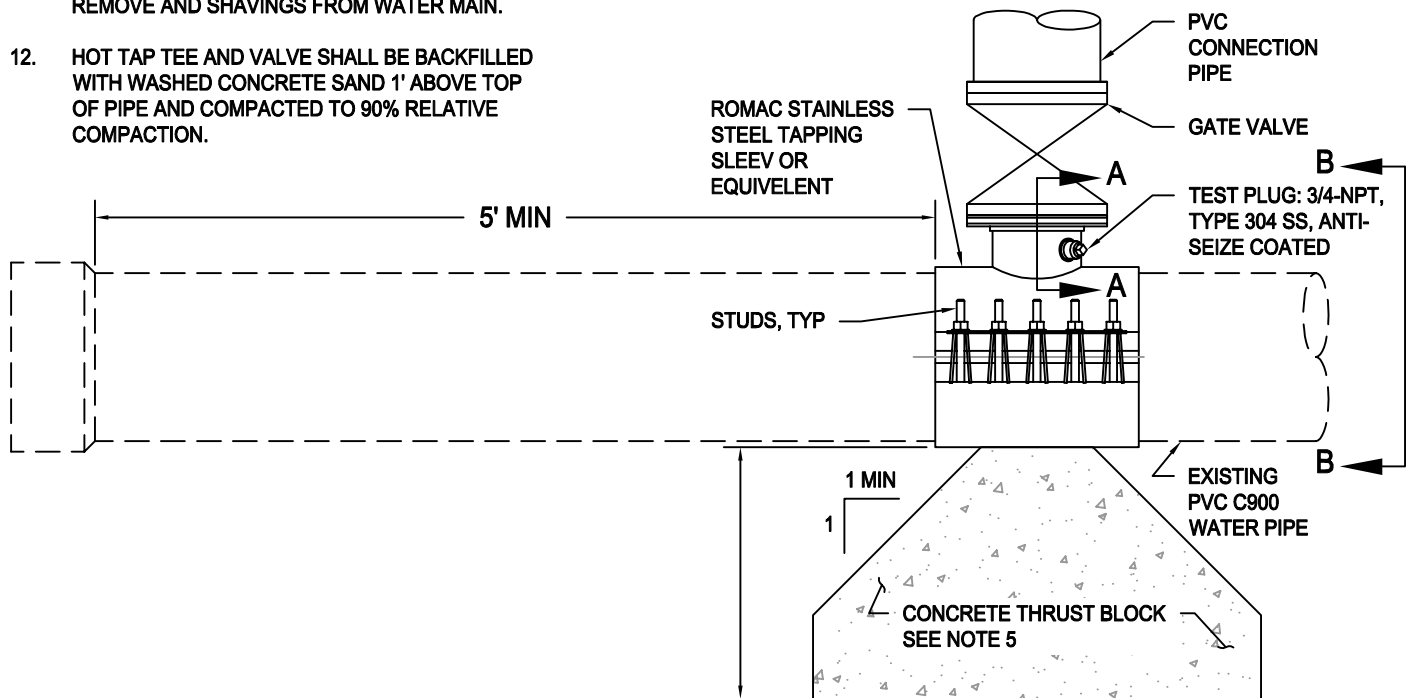 REMOVE AND SHAVINGS FROM WATER MAIN.
12. HOT TAP TEE AND VALVE SHALL BE BACKFILLED
WITH WASHED CONCRETE SAND 1' ABOVE TOP
OF PIPE AND COMPACTED TO 90% RELATIVE
COMPACTION.
PVC
CONNECTION
PIPE
ROMAC STAINLESS
STEEL TAPPING
SLEEV OR
EQUIVELENT
GATE VALVE
B
A
TEST PLUG: 3/4-NPT,
TYPE 304 SS, ANTI-
SEIZE COATED
5' MIN
A
STUDS, TYP
B
EXISTING
PVC C900
WATER PIPE
1 MIN
1
CONCRETE THRUST BLOCK
SEE NOTE 5